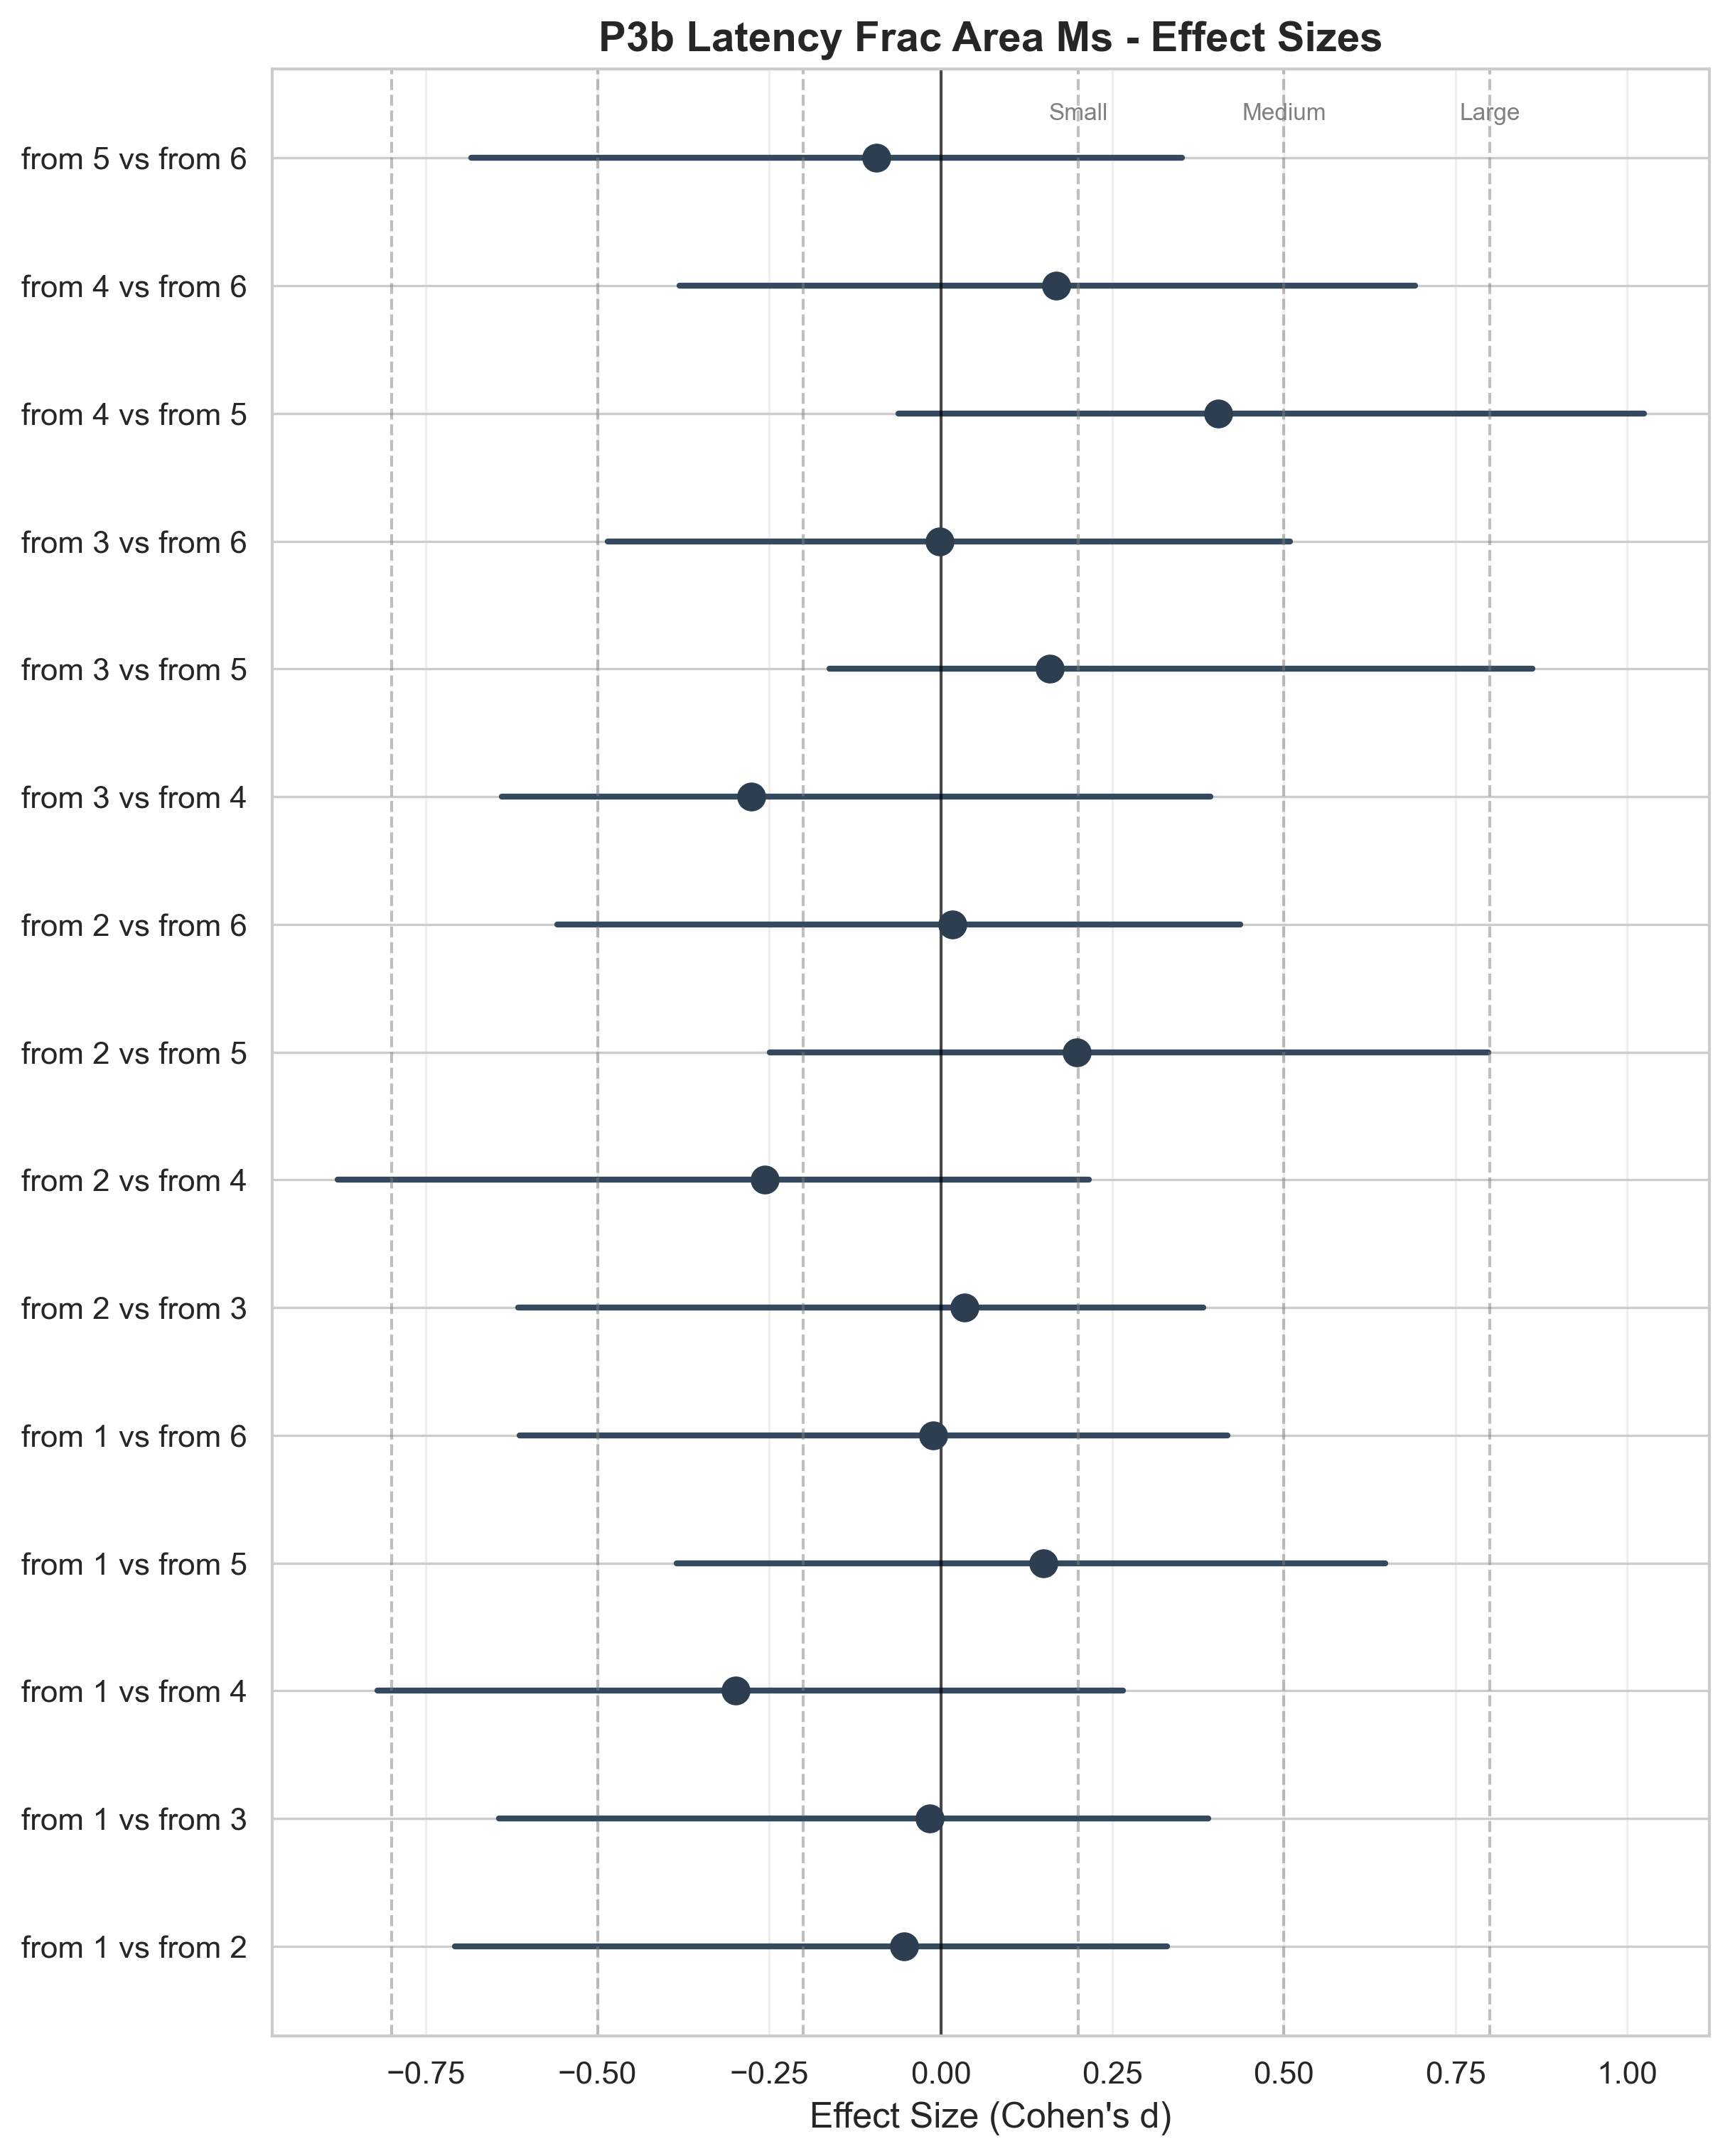 P3b Latency Frac Area Ms - Effect Sizes
Small Medium Large
from 5 vs from 6
from 4 vs from 6
from 4 vs from 5
from 3 vs from 6
from 3 vs from 5
from 3 vs from 4
from 2 vs from 6
from 2 vs from 5
from 2 vs from 4
from 2 vs from 3
from 1 vs from 6
from 1 vs from 5
from 1 vs from 4
from 1 vs from 3
from 1 vs from 2
−0.75 −0.50 −0.25 0.00 0.25 0.50 0.75 1.00
Effect Size (Cohen's d)